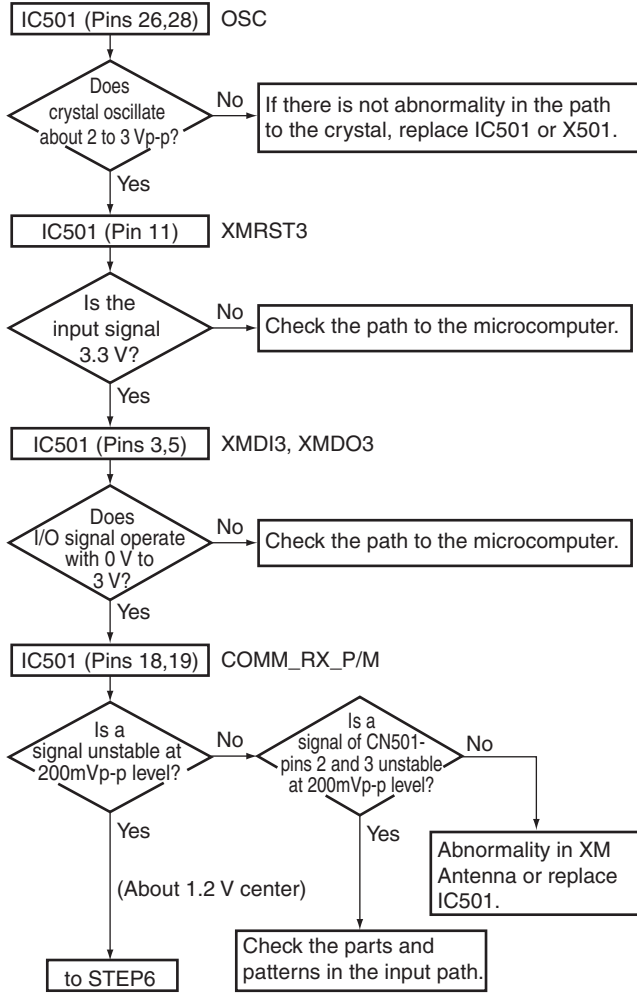 IC501 (Pins 26,28)
OSC
Does
crystal oscillate
about 2 to 3 Vp-p?
No
If there is not abnormality in the path
to the crystal, replace IC501 or X501.
Yes
IC501 (Pin 11)
XMRST3
Is the
input signal
3.3 V?
No
Check the path to the microcomputer.
Yes
IC501 (Pins 3,5)
XMDI3, XMDO3
Does
I/O signal operate
with 0 V to
3 V?
No
Check the path to the microcomputer.
Yes
IC501 (Pins 18,19)
COMM_RX_P/M
Is a
signal unstable at
200mVp-p level?
No
Is a
signal of CN501-
pins 2 and 3 unstable
at 200mVp-p level?
No
Yes
Yes
Abnormality in XM
Antenna or replace
IC501.
(About 1.2 V center)
Check the parts and
patterns in the input path.
to STEP6